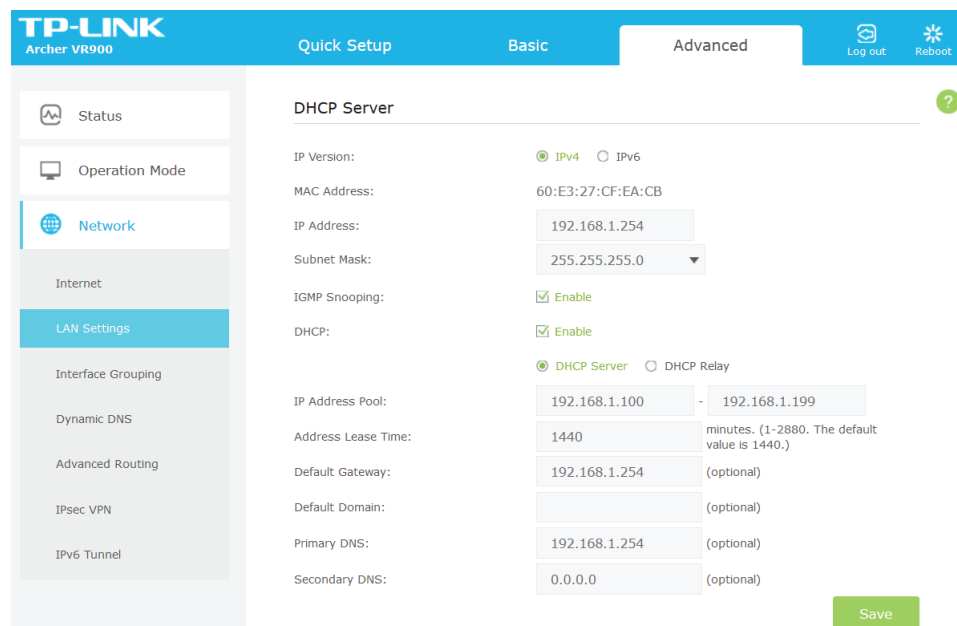 TP-LINK
Archer VR900
Quick Setup
Basic
Advanced
Log out
Reboot
Status
Operation Mode
Network
Internet
LAN Settings
Interface Grouping
Dynamic DNS
Advanced Routing
IPsec VPN
IPv6 Tunnel
DHCP Server
?
IP Version: IPv4 IPv6
MAC Address: 60:E3:27:CF:EA:CB
IP Address: 192.168.1.254
Subnet Mask: 255.255.255.0
IGMP Snooping: Enable
DHCP: Enable
DHCP Server DHCP Relay
IP Address Pool: 192.168.1.100 - 192.168.1.199
Address Lease Time: 1440 minutes. (1-2880. The default
value is 1440.)
Default Gateway: 192.168.1.254 (optional)
Default Domain: (optional)
Primary DNS: 192.168.1.254 (optional)
Secondary DNS: 0.0.0.0 (optional)
Save